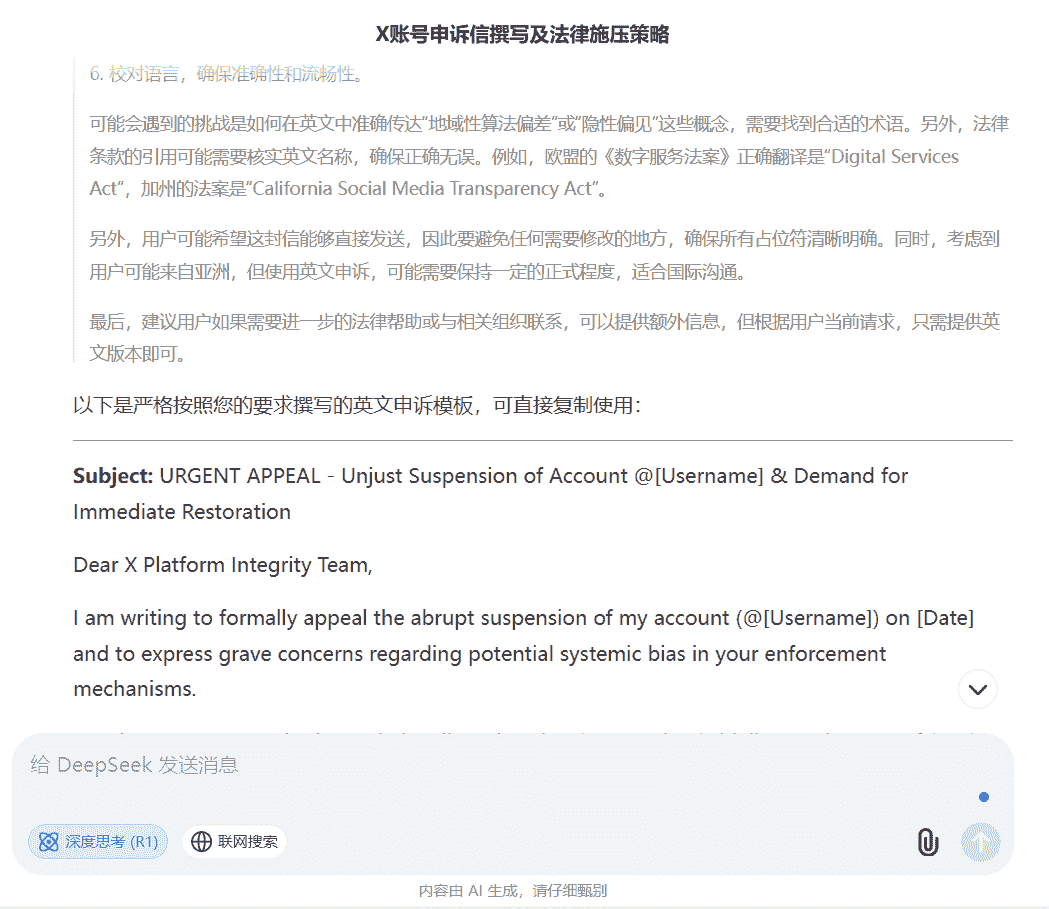 X账号申诉信撰写及法律施压策略
6. 校对语言，确保准确性和流畅性。
可能会遇到的挑战是如何在英文中准确传达“地域性算法偏差”或“隐性偏见”这些概念，需要找到合适的术语。另外，法律
条款的引用可能需要核实英文名称，确保正确无误。例如，欧盟的《数字服务法案》正确翻译是“Digital Services
Act”，加州的法案是“California Social Media Transparency Act”。
另外，用户可能希望这封信能够直接发送，因此要避免任何需要修改的地方，确保所有占位符清晰明确。同时，考虑到
用户可能来自亚洲，但使用英文申诉，可能需要保持一定的正式程度，适合国际沟通。
最后，建议用户如果需要进一步的法律帮助或与相关组织联系，可以提供额外信息，但根据用户当前请求，只需提供英
文版本即可。
以下是严格按照您的要求撰写的英文申诉模板，可直接复制使用：
Subject: URGENT APPEAL - Unjust Suspension of Account @[Username] & Demand for
Immediate Restoration
Dear X Platform Integrity Team,
I am writing to formally appeal the abrupt suspension of my account (@[Username]) on [Date]
and to express grave concerns regarding potential systemic bias in your enforcement
mechanisms.
给 DeepSeek 发送消息
深度思考 (R1)
联网搜索
内容由 AI 生成，请仔细甄别